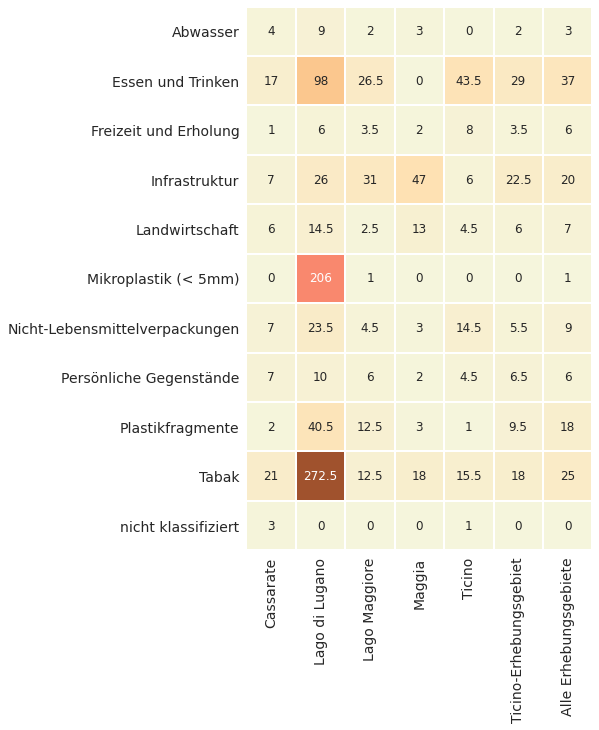 Abwasser 4 9 2 3 0 2 3
Essen und Trinken 17 98 26.5 0 43.5 29 37
Freizeit und Erholung 1 6 3.5 2 8 3.5 6
Infrastruktur 7 26 31 47 6 22.5 20
Landwirtschaft 6 14.5 2.5 13 4.5 6 7
Mikroplastik (< 5mm) 0 206 1 0 0 0 1
Nicht-Lebensmittelverpackungen 7 23.5 4.5 3 14.5 5.5 9
Persönliche Gegenstände 7 10 6 2 4.5 6.5 6
Plastikfragmente 2 40.5 12.5 3 1 9.5 18
Tabak 21 272.5 12.5 18 15.5 18 25
nicht klassifiziert 3 0 0 0 1 0 0
Cassarate
Lago di Lugano
Lago Maggiore
Maggia
Ticino
Ticino-Erhebungsgebiet
Alle Erhebungsgebiete